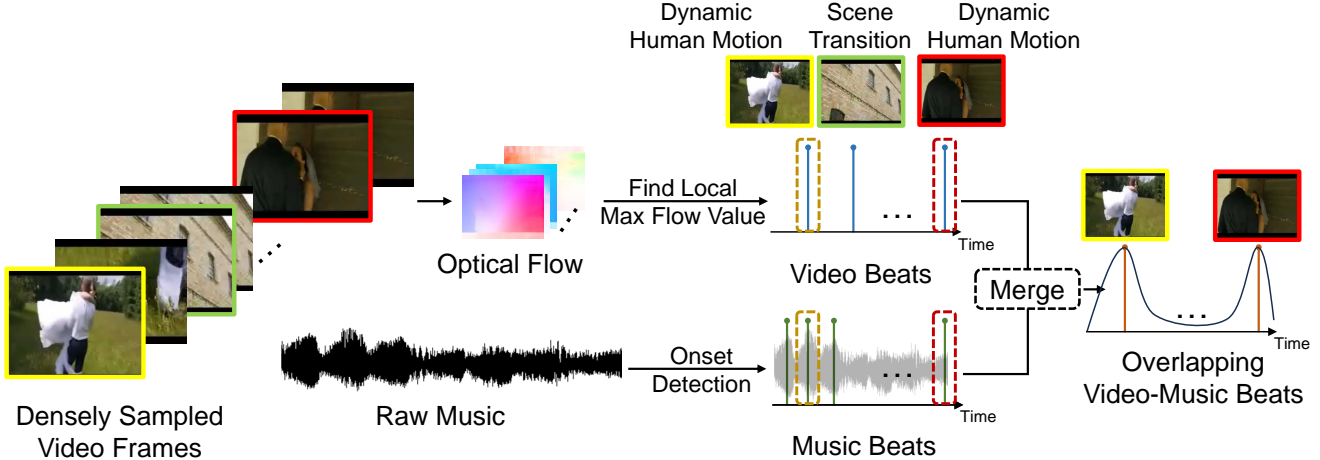 Dynamic
Human Motion
Scene
Transition
Dynamic
Human Motion
Find Local
Max Flow Value
. . .
Time
Optical Flow
Video Beats
Merge
. . .
Time
Onset
Detection
. . .
Time
Overlapping
Video-Music Beats
Densely Sampled
Video Frames
Raw Music
Music Beats